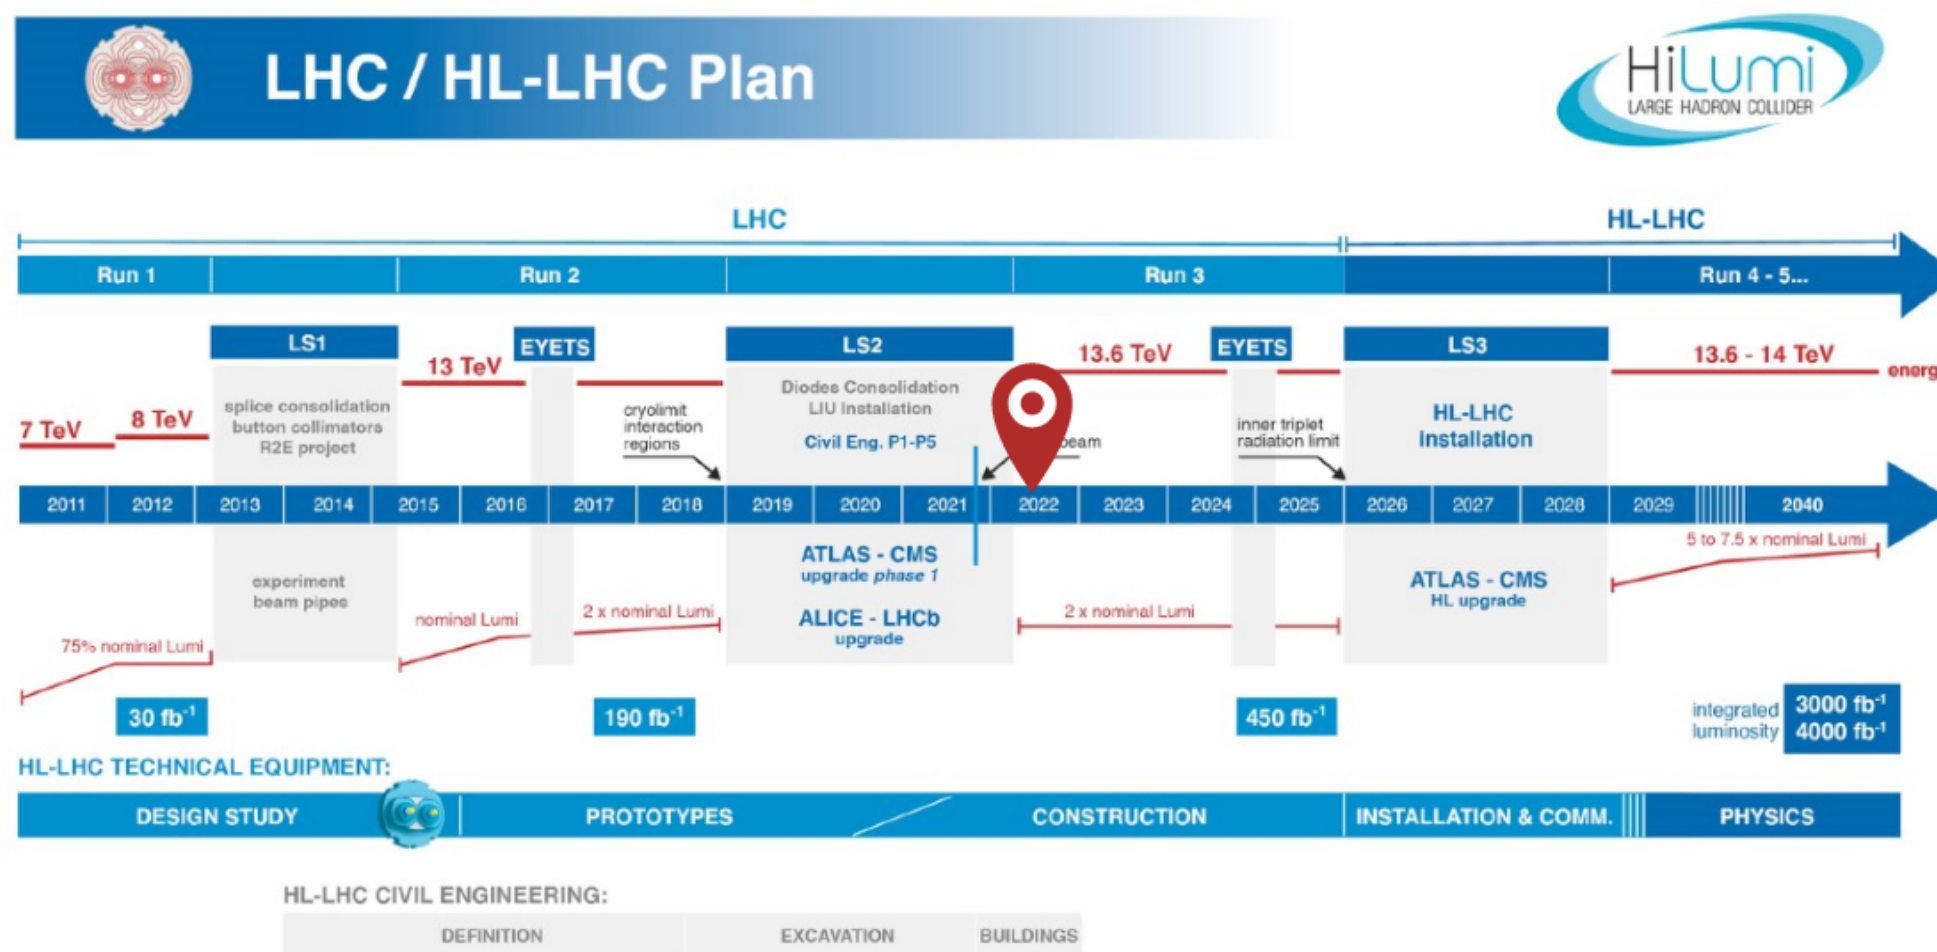 LHC / HL-LHC Plan
HiLumi
LARGE HADRON COLLIDER
LHC
HL-LHC
Run 1
Run 2
Run 3
Run 4 - 5...
LS1
EYETS
LS2
EYETS
LS3
7 TeV
8 TeV
13 TeV
13.6 TeV
13.6 - 14 TeV
energ
splice consolidation
button collimators
R2E project
cryolimit
interaction
regions
Diodes Consolidation
LIU Installation
Civil Eng. P1-P5
beam
inner triplet
radiation limit
HL-LHC
Installation
2011 2012 2013 2014 2015 2016 2017 2018 2019 2020 2021 2022 2023 2024 2025 2026 2027 2028 2029 2040
experiment
beam pipes
ATLAS - CMS
upgrade phase 1
ALICE - LHCb
upgrade
ATLAS - CMS
HL upgrade
75% nominal Lumi
nominal Lumi
2 x nominal Lumi
2 x nominal Lumi
5 to 7.5 x nominal Lumi
30 fb⁻¹
190 fb⁻¹
450 fb⁻¹
integrated
luminosity
3000 fb⁻¹
4000 fb⁻¹
HL-LHC TECHNICAL EQUIPMENT:
DESIGN STUDY
PROTOTYPES
CONSTRUCTION
INSTALLATION & COMM.
PHYSICS
HL-LHC CIVIL ENGINEERING:
DEFINITION
EXCAVATION
BUILDINGS